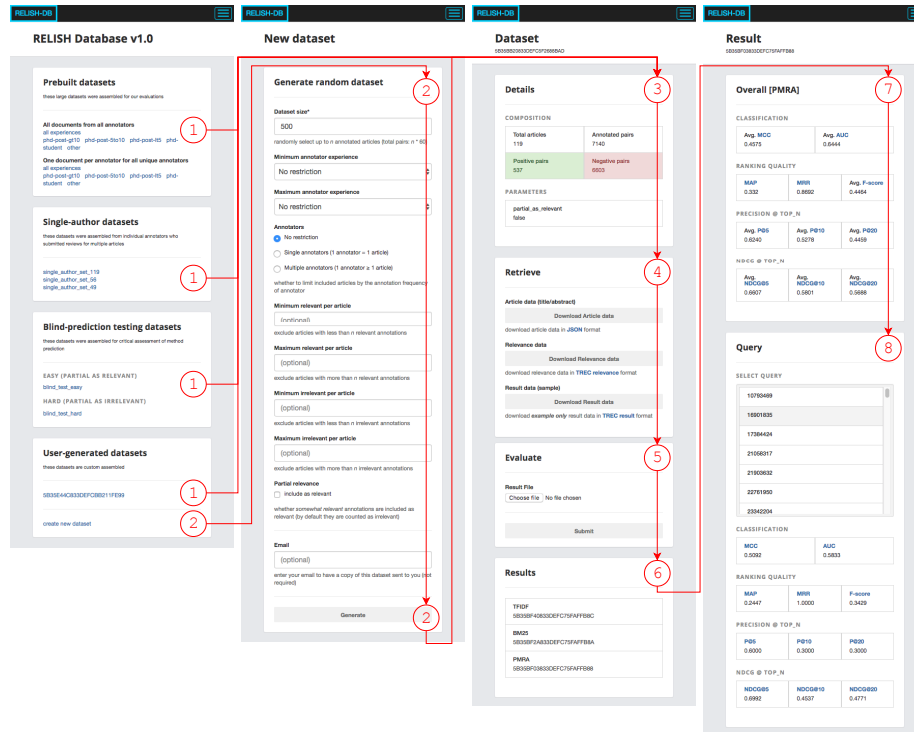 RELISH-DB
RELISH Database v1.0
Prebuilt datasets
these large datasets were assembled for our evaluations
All documents from all annotators
all experiences
phd-post-gt10 phd-post-5to10 phd-post-lt5 phd-
student other
One document per annotator for all unique annotators
all experiences
phd-post-gt10 phd-post-5to10 phd-post-lt5 phd-
student other
1
Single-author datasets
these datasets were assembled from individual annotators who
submitted reviews for multiple articles
single_author_set_119
single_author_set_56
single_author_set_49
1
Blind-prediction testing datasets
these datasets were assembled for critical assessment of method
prediction
EASY (PARTIAL AS RELEVANT)
blind_test_easy
HARD (PARTIAL AS IRRELEVANT)
blind_test_hard
1
User-generated datasets
these datasets are custom assembled
5B35E44C833DEFCBB211FE99
1
create new dataset
2
RELISH-DB
New dataset
Generate random dataset
2
Dataset size*
500
randomly select up to n annotated articles (total pairs: n * 60
Minimum annotator experience
No restriction
Maximum annotator experience
No restriction
Annotators
No restriction
Single annotators (1 annotator = 1 article)
Multiple annotators (1 annotator ≥ 1 article)
whether to limit included articles by the annotation frequency
of annotator
Minimum relevant per article
(optional)
exclude articles with less than n relevant annotations
Maximum relevant per article
(optional)
exclude articles with more than n relevant annotations
Minimum irrelevant per article
(optional)
exclude articles with less than n irrelevant annotations
Maximum irrelevant per article
(optional)
exclude articles with more than n irrelevant annotations
Partial relevance
include as relevant
whether somewhat relevant annotations are included as
relevant (by default they are counted as irrelevant)
Email
(optional)
enter your email to have a copy of this dataset sent to you (not
required)
Generate
2
RELISH-DB
Dataset
Details
3
COMPOSITION
Total articles
119
Annotated pairs
7140
Positive pairs
537
Negative pairs
6603
PARAMETERS
partial_as_relevant
false
Retrieve
4
Article data (title/abstract)
Download Article data
download article data in JSON format
Relevance data
Download Relevance data
download relevance data in TREC relevance format
Result data (sample)
Download Result data
download example only result data in TREC result format
Evaluate
5
Result File
Choose file No file chosen
Submit
Results
6
TFIDF
5B35BF40833DEFC75FAFFB8C
BM25
5B35BF2A833DEFC75FAFFB8A
PMRA
5B35BF03833DEFC75FAFFB88
RELISH-DB
Result
5B35BF03833DEFC75FAFFB88
Overall [PMRA]
7
CLASSIFICATION
Avg. MCC
0.4575
Avg. AUC
0.6444
RANKING QUALITY
MAP
0.332
MRR
0.8692
Avg. F-score
0.4464
PRECISION @ TOP_N
Avg. P@5
0.6240
Avg. P@10
0.5278
Avg. P@20
0.4459
NDCG @ TOP_N
Avg.
NDCG@5
0.6607
Avg.
NDCG@10
0.5801
Avg.
NDCG@20
0.5688
Query
8
SELECT QUERY
10793469
16901835
17384424
21058317
21903632
22761950
23342204
CLASSIFICATION
MCC
0.5092
AUC
0.5833
RANKING QUALITY
MAP
0.2447
MRR
1.0000
F-score
0.3429
PRECISION @ TOP_N
P@5
0.6000
P@10
0.3000
P@20
0.3000
NDCG @ TOP_N
NDCG@5
0.6992
NDCG@10
0.4537
NDCG@20
0.4771